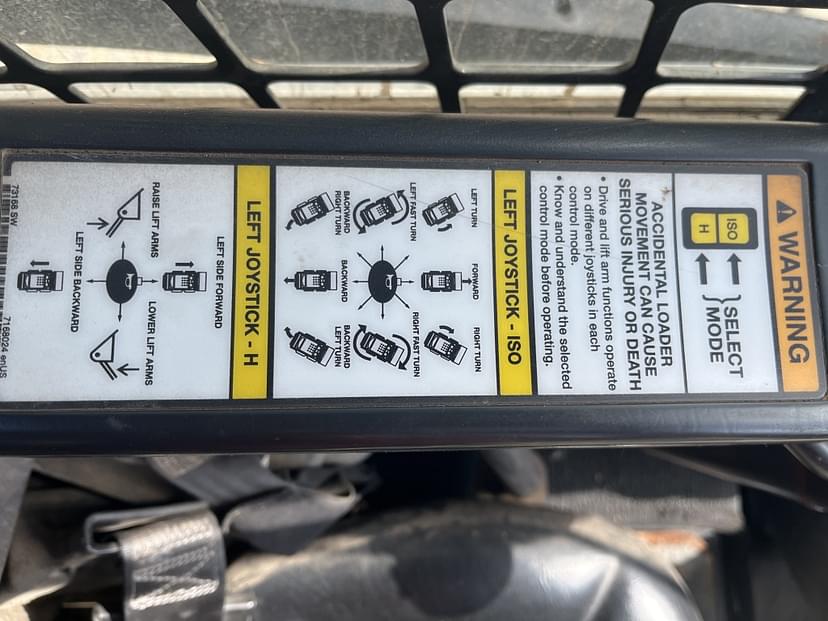 WARNING
ISO
H
SELECT
MODE
ACCIDENTAL LOADER
MOVEMENT CAN CAUSE
SERIOUS INJURY OR DEATH
• Drive and lift arm functions operate
on different joysticks in each
control mode.
• Know and understand the selected
control mode before operating.
LEFT JOYSTICK - ISO
LEFT TURN
FORWARD
RIGHT TURN
LEFT FAST TURN
RIGHT FAST TURN
BACKWARD
RIGHT TURN
BACKWARD
BACKWARD
LEFT TURN
LEFT JOYSTICK - H
LEFT SIDE FORWARD
RAISE LIFT ARMS
LOWER LIFT ARMS
LEFT SIDE BACKWARD
73168 SW
7168024 enUS